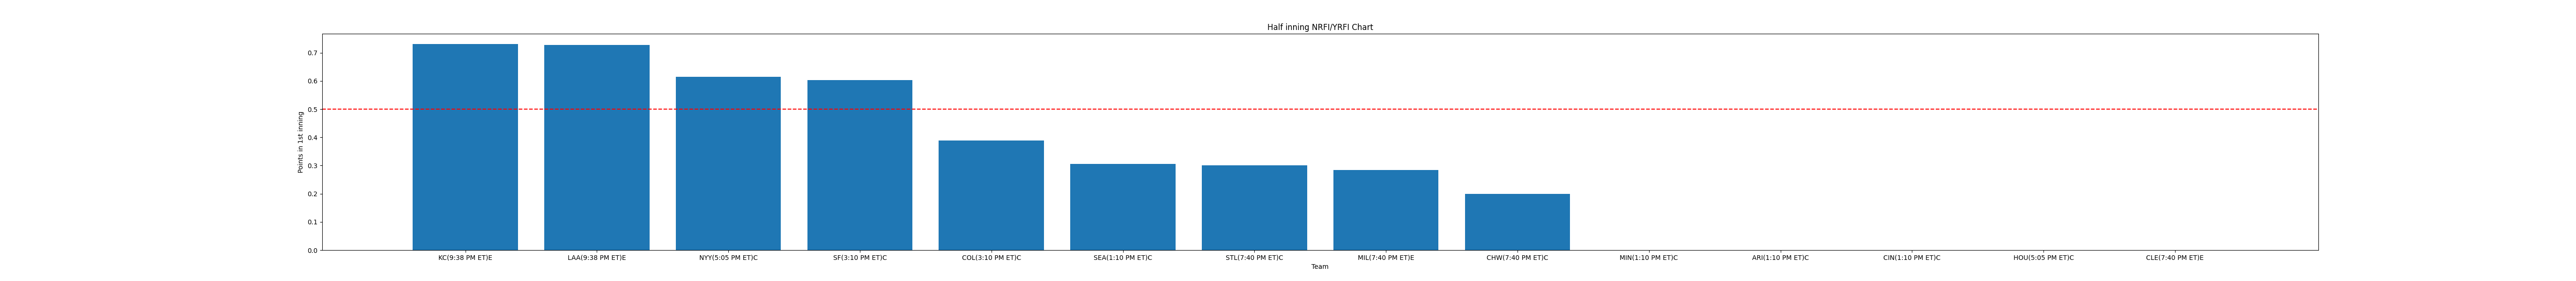 Half inning NRFI/YRFI Chart
Points in 1st inning
0.7
0.6
0.5
0.4
0.3
0.2
0.1
0.0
KC(9:38 PM ET)E LAA(9:38 PM ET)E NYY(5:05 PM ET)C SF(3:10 PM ET)C COL(3:10 PM ET)C SEA(1:10 PM ET)C STL(7:40 PM ET)C MIL(7:40 PM ET)E CHW(7:40 PM ET)C MIN(1:10 PM ET)C ARI(1:10 PM ET)C CIN(1:10 PM ET)C HOU(5:05 PM ET)C CLE(7:40 PM ET)E
Team